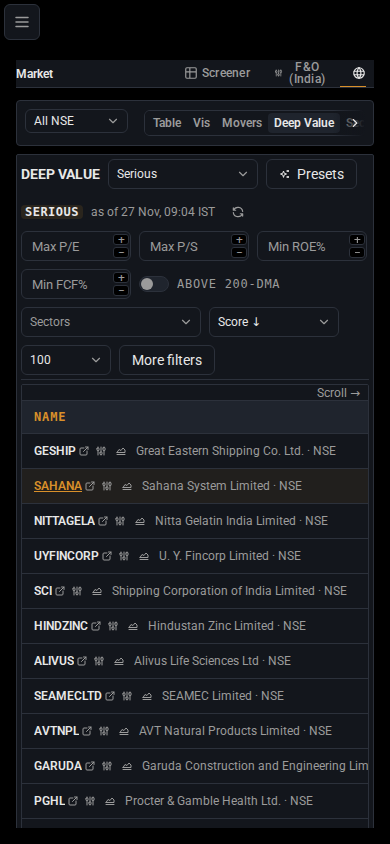 Market
Screener
F&O
(India)
All NSE
Table Vis Movers Deep Value
DEEP VALUE Serious Presets
SERIOUS as of 27 Nov, 09:04 IST
Max P/E + − Max P/S + − Min ROE% + −
Min FCF% + − ABOVE 200-DMA
Sectors Score ↓
100 More filters
Scroll →
NAME
GESHIP Great Eastern Shipping Co. Ltd. · NSE
SAHANA Sahana System Limited · NSE
NITTAGELA Nitta Gelatin India Limited · NSE
UYFINCORP U. Y. Fincorp Limited · NSE
SCI Shipping Corporation of India Limited · NSE
HINDZINC Hindustan Zinc Limited · NSE
ALIVUS Alivus Life Sciences Ltd · NSE
SEAMECLTD SEAMEC Limited · NSE
AVTNPL AVT Natural Products Limited · NSE
GARUDA Garuda Construction and Engineering Lim
PGHL Procter & Gamble Health Ltd. · NSE